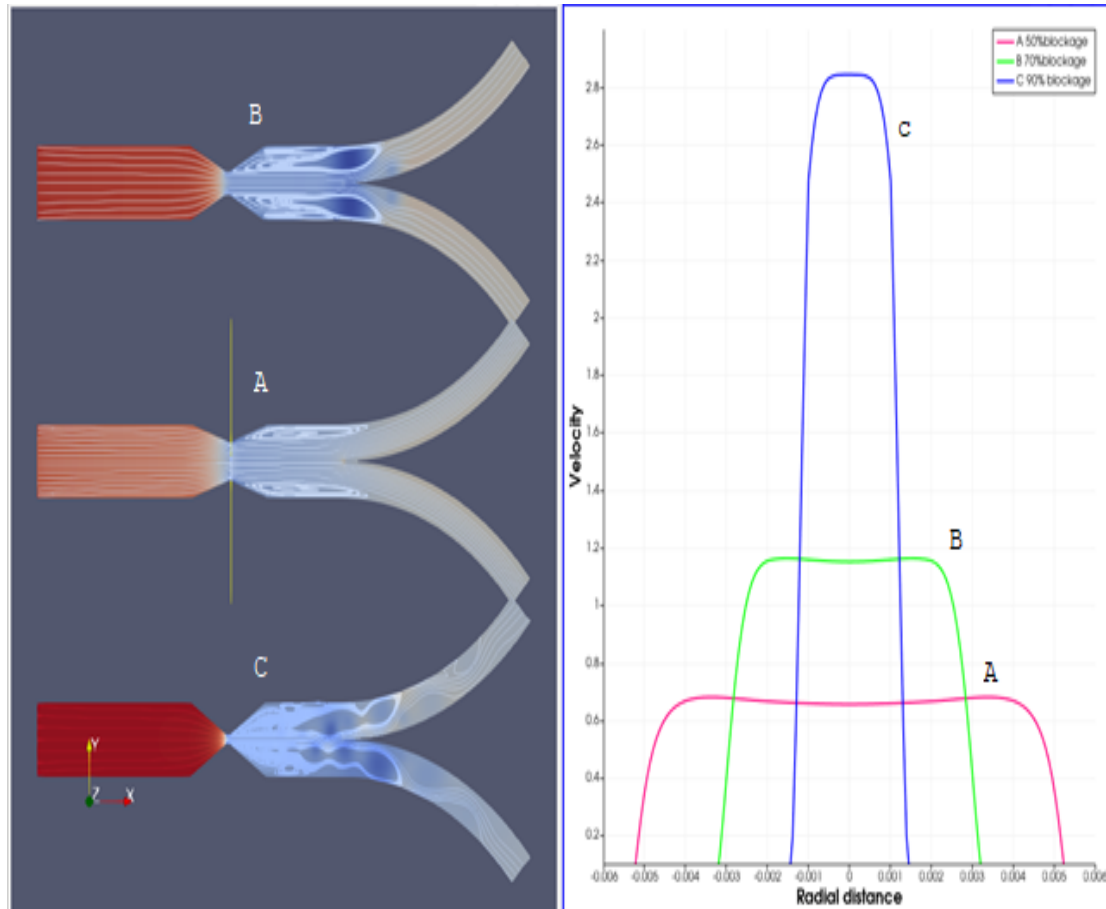 B
A
C
Y
Z
X
A 50%blockage
B 70%blockage
C 90% blockage
C
B
A
Velocity
2.8
2.6
2.4
2.2
2
1.8
1.6
1.4
1.2
1
0.8
0.6
0.4
0.2
-0.006 -0.005 -0.004 -0.003 -0.002 -0.001 0 0.001 0.002 0.003 0.004 0.005 0.006
Radial distance